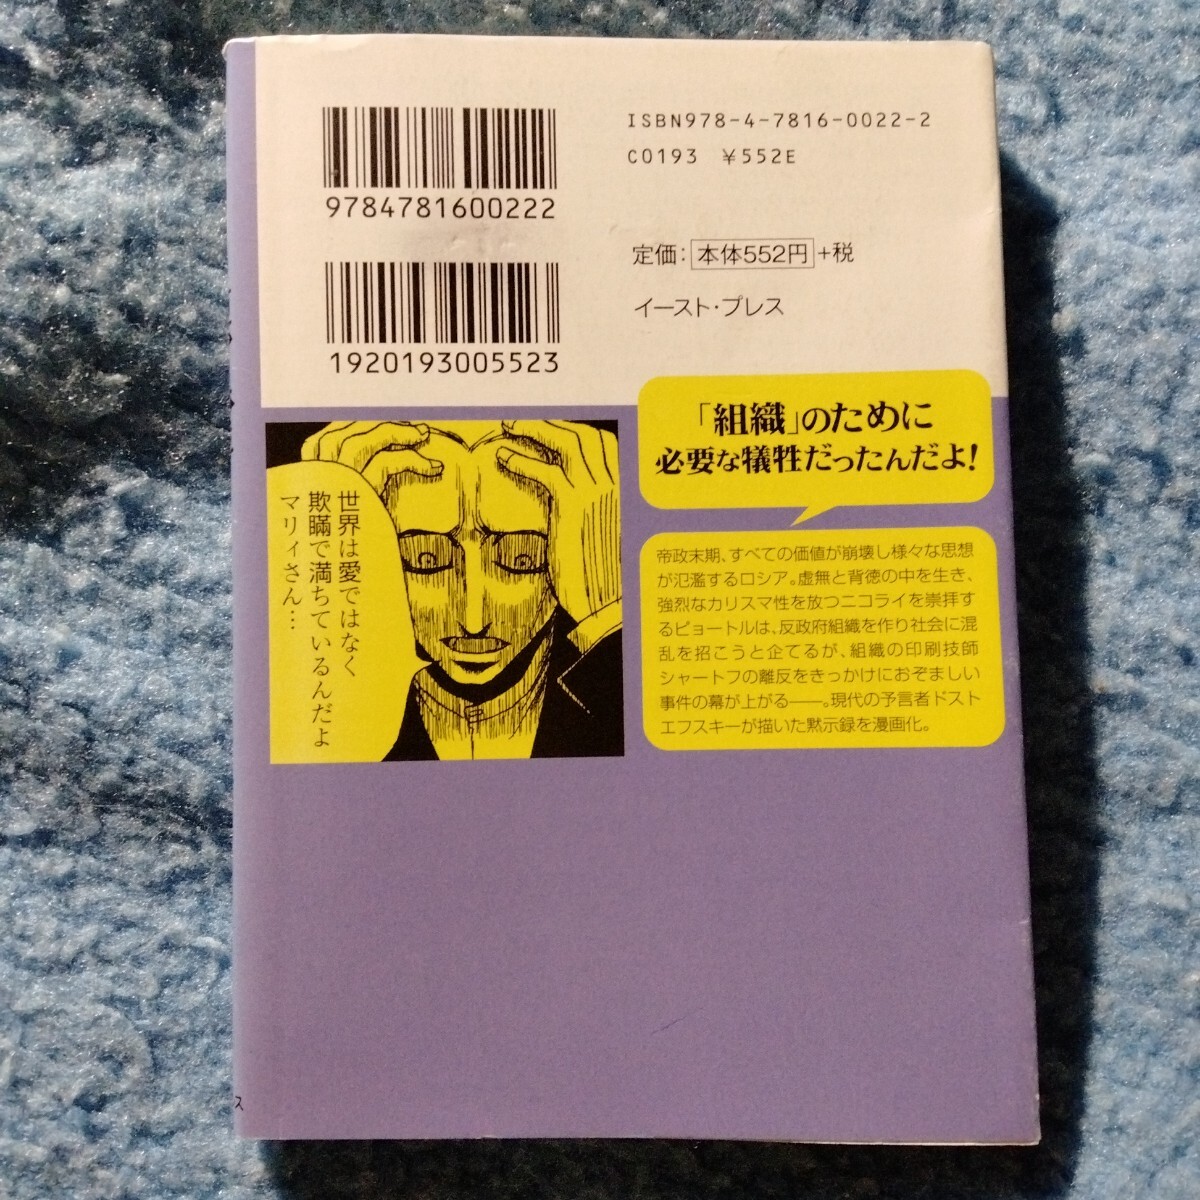 9784781600222
1920193005523
ISBN978-4-7816-0022-2
C0193 ¥552E
定価：本体552円+税
イースト・プレス
「組織」のために
必要な犠牲だったんだよ！
世界は愛ではなく
欺瞞で満ちているんだよ
マリィさん…
帝政末期、すべての価値が崩壊し様々な思想
が氾濫するロシア。虚無と背徳の中を生き、
強烈なカリスマ性を放つニコライを崇拝す
るピョートルは、反政府組織を作り社会に混
乱を招こうと企てるが、組織の印刷技師
シャートフの離反をきっかけにおぞましい
事件の幕が上がる──。現代の予言者ドスト
エフスキーが描いた黙示録を漫画化。
ス